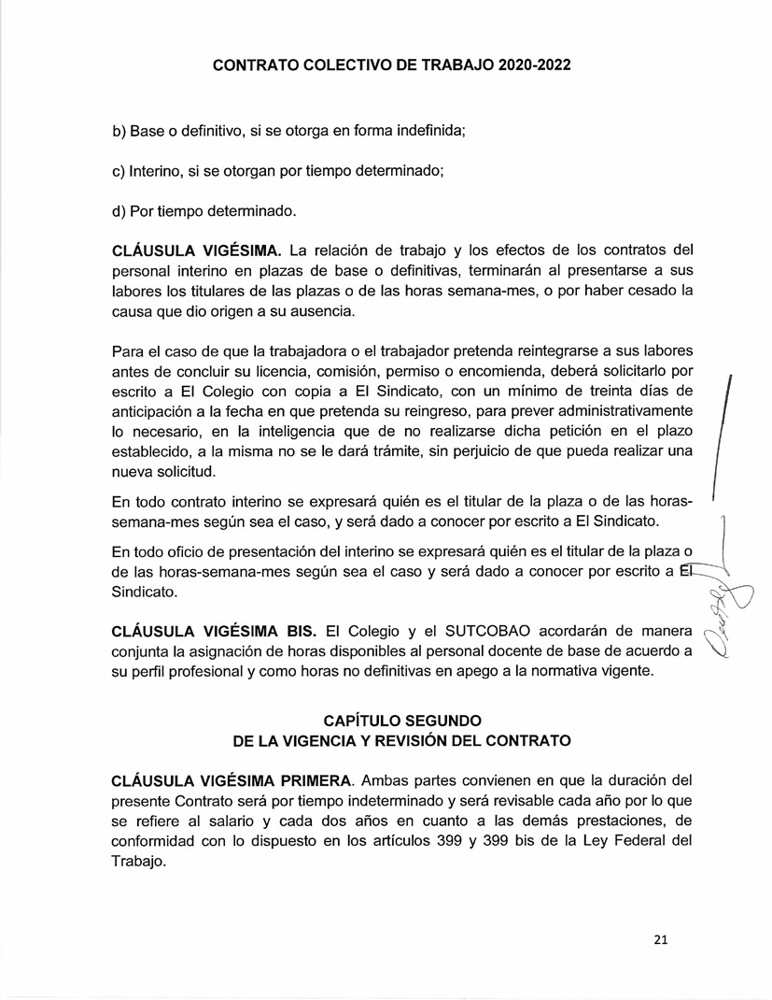 CONTRATO COLECTIVO DE TRABAJO 2020-2022
b) Base o definitivo, si se otorga en forma indefinida;
c) Interino, si se otorgan por tiempo determinado;
d) Por tiempo determinado.
CLÁUSULA VIGÉSIMA. La relación de trabajo y los efectos de los contratos del
personal interino en plazas de base o definitivas, terminarán al presentarse a sus
labores los titulares de las plazas o de las horas semana-mes, o por haber cesado la
causa que dio origen a su ausencia.
Para el caso de que la trabajadora o el trabajador pretenda reintegrarse a sus labores
antes de concluir su licencia, comisión, permiso o encomienda, deberá solicitarlo por
escrito a El Colegio con copia a El Sindicato, con un mínimo de treinta días de
anticipación a la fecha en que pretenda su reingreso, para prever administrativamente
lo necesario, en la inteligencia que de no realizarse dicha petición en el plazo
establecido, a la misma no se le dará trámite, sin perjuicio de que pueda realizar una
nueva solicitud.
En todo contrato interino se expresará quién es el titular de la plaza o de las horas-
semana-mes según sea el caso, y será dado a conocer por escrito a El Sindicato.
En todo oficio de presentación del interino se expresará quién es el titular de la plaza o
de las horas-semana-mes según sea el caso y será dado a conocer por escrito a El
Sindicato.
CLÁUSULA VIGÉSIMA BIS. El Colegio y el SUTCOBAO acordarán de manera
conjunta la asignación de horas disponibles al personal docente de base de acuerdo a
su perfil profesional y como horas no definitivas en apego a la normativa vigente.
CAPÍTULO SEGUNDO
DE LA VIGENCIA Y REVISIÓN DEL CONTRATO
CLÁUSULA VIGÉSIMA PRIMERA. Ambas partes convienen en que la duración del
presente Contrato será por tiempo indeterminado y será revisable cada año por lo que
se refiere al salario y cada dos años en cuanto a las demás prestaciones, de
conformidad con lo dispuesto en los artículos 399 y 399 bis de la Ley Federal del
Trabajo.
21